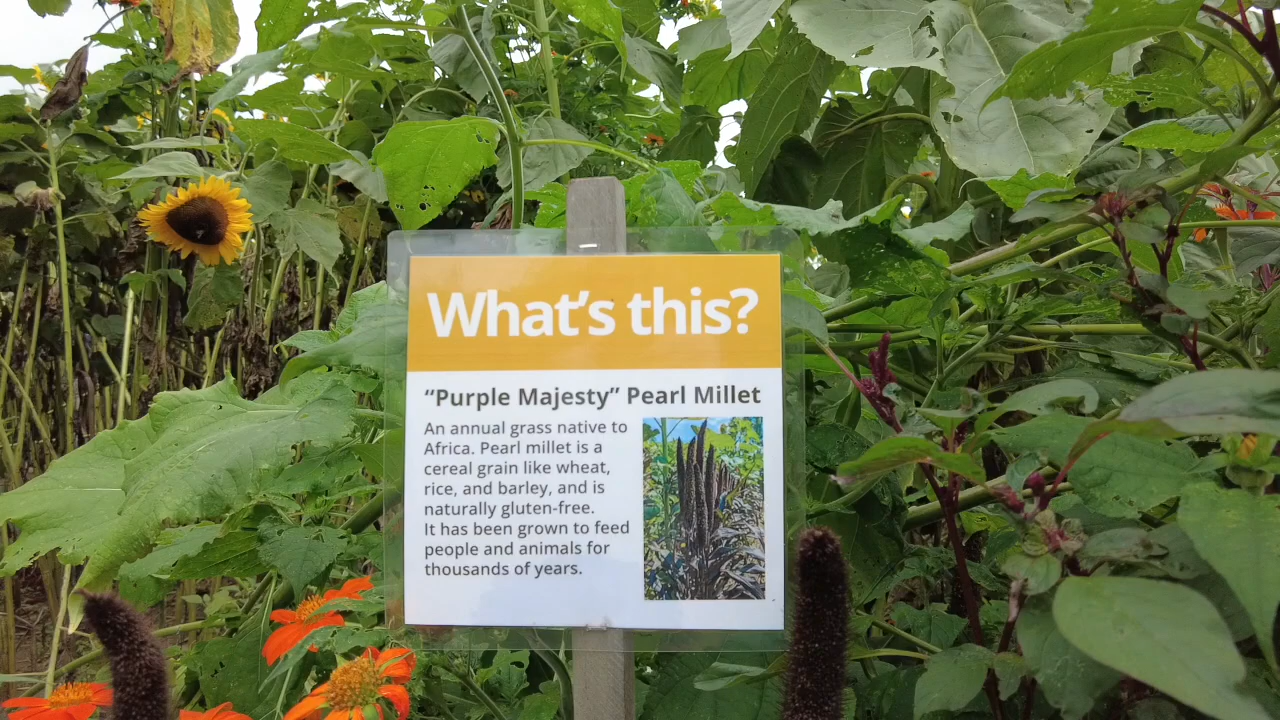 What’s this?
“Purple Majesty” Pearl Millet
An annual grass native to
Africa. Pearl millet is a
cereal grain like wheat,
rice, and barley, and is
naturally gluten-free.
It has been grown to feed
people and animals for
thousands of years.